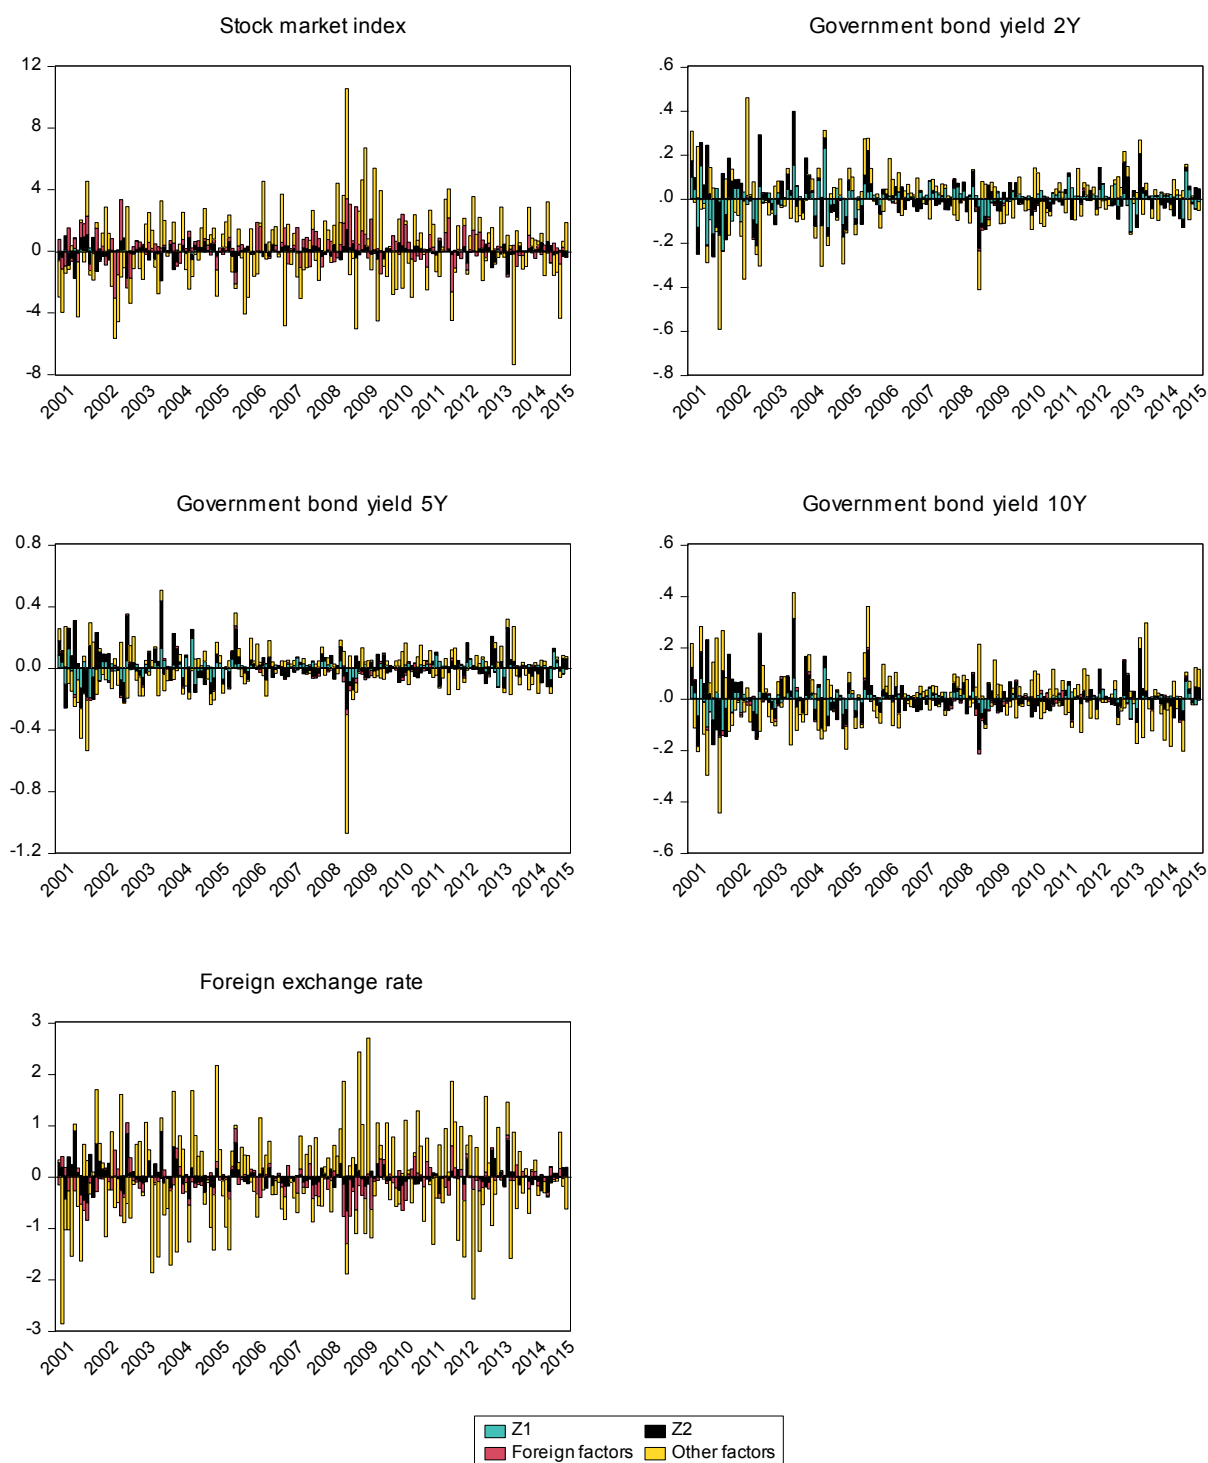 Stock market index
12
8
4
0
-4
-8
2001 2002 2003 2004 2005 2006 2007 2008 2009 2010 2011 2012 2013 2014 2015
Government bond yield 2Y
.6
.4
.2
.0
-.2
-.4
-.6
-.8
2001 2002 2003 2004 2005 2006 2007 2008 2009 2010 2011 2012 2013 2014 2015
Government bond yield 5Y
0.8
0.4
0.0
-0.4
-0.8
-1.2
2001 2002 2003 2004 2005 2006 2007 2008 2009 2010 2011 2012 2013 2014 2015
Government bond yield 10Y
.6
.4
.2
.0
-.2
-.4
-.6
2001 2002 2003 2004 2005 2006 2007 2008 2009 2010 2011 2012 2013 2014 2015
Foreign exchange rate
3
2
1
0
-1
-2
-3
2001 2002 2003 2004 2005 2006 2007 2008 2009 2010 2011 2012 2013 2014 2015
Z1 Z2
Foreign factors Other factors